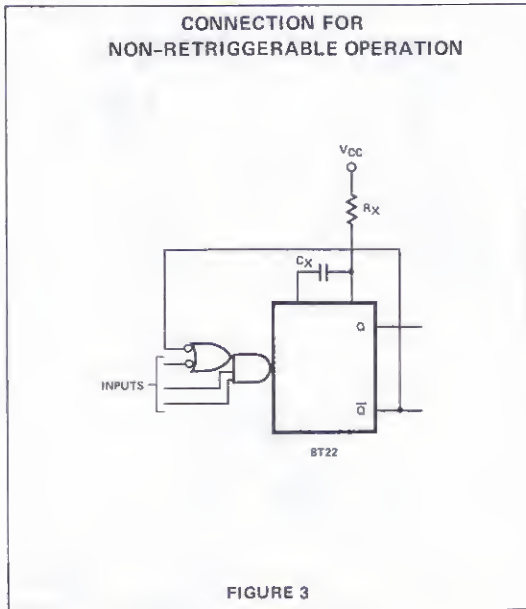 CONNECTION FOR
NON-RETRIGGERABLE OPERATION
VCC
RX
CX
Q
INPUTS
Q̅
8T22
FIGURE 3